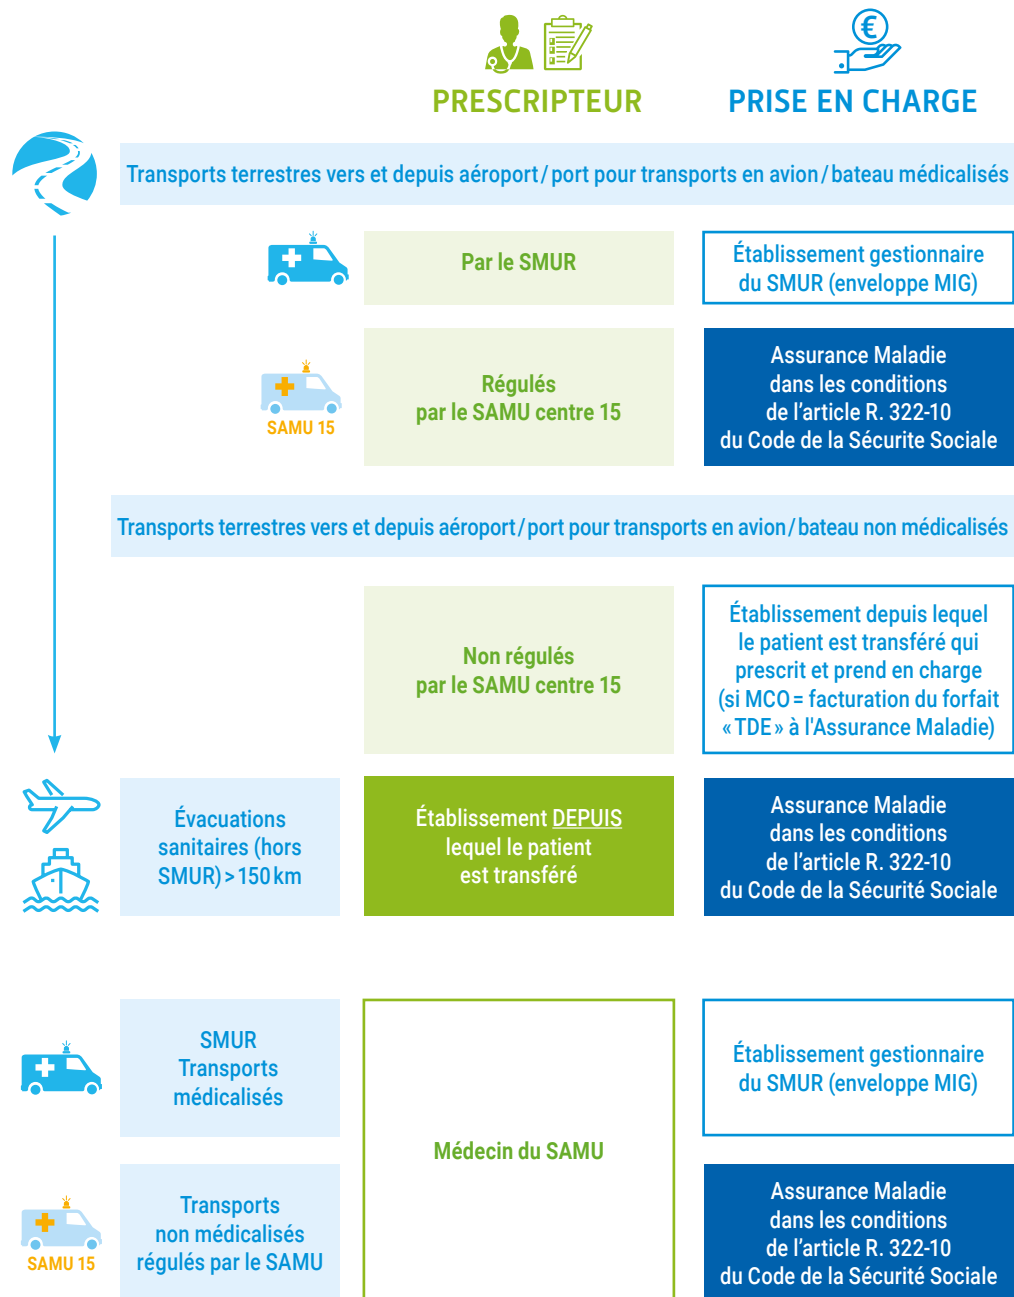 PRESCRIPTEUR
PRISE EN CHARGE
Transports terrestres vers et depuis aéroport / port pour transports en avion / bateau médicalisés
Par le SMUR
Établissement gestionnaire
du SMUR (enveloppe MIG)
SAMU 15
Régulés
par le SAMU centre 15
Assurance Maladie
dans les conditions
de l’article R. 322-10
du Code de la Sécurite Sociale
Transports terrestres vers et depuis aéroport / port pour transports en avion / bateau non médicalisés
Non régulés
par le SAMU centre 15
Établissement depuis lequel
le patient est transféré qui
prescrit et prend en charge
(si MCO = facturation du forfait
« TDE » à l'Assurance Maladie)
Évacuations
sanitaires (hors
SMUR) > 150 km
Établissement DEPUIS
lequel le patient
est transféré
Assurance Maladie
dans les conditions
de l’article R. 322-10
du Code de la Sécurité Sociale
SMUR
Transports
médicalisés
Médecin du SAMU
Établissement gestionnaire
du SMUR (enveloppe MIG)
SAMU 15
Transports
non médicalisés
régulés par le SAMU
Assurance Maladie
dans les conditions
de l’article R. 322-10
du Code de la Sécurité Sociale